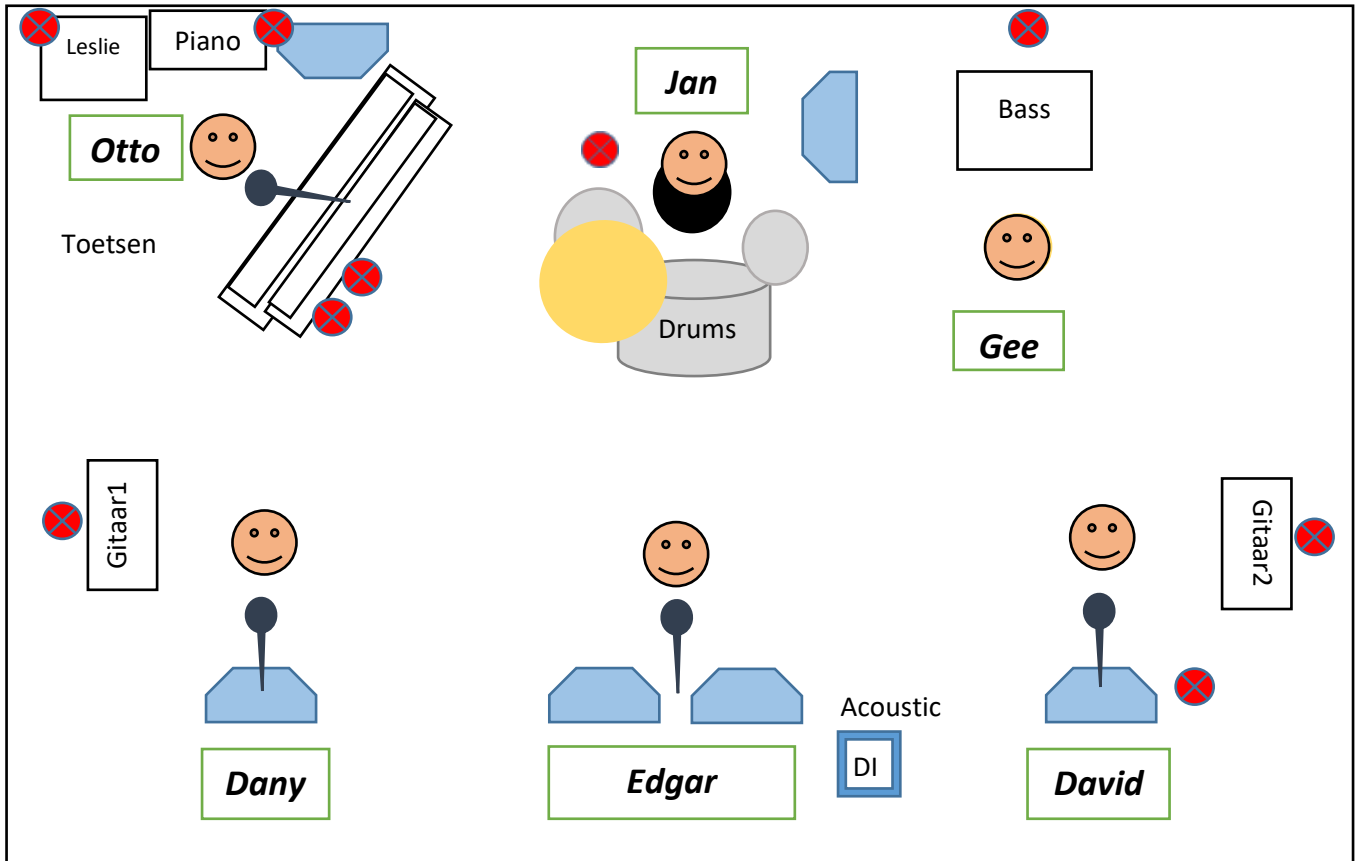 Leslie
Piano
Jan
Bass
Otto
Toetsen
Drums
Gee
Gitaar1
Gitaar2
Acoustic
DI
Dany
Edgar
David